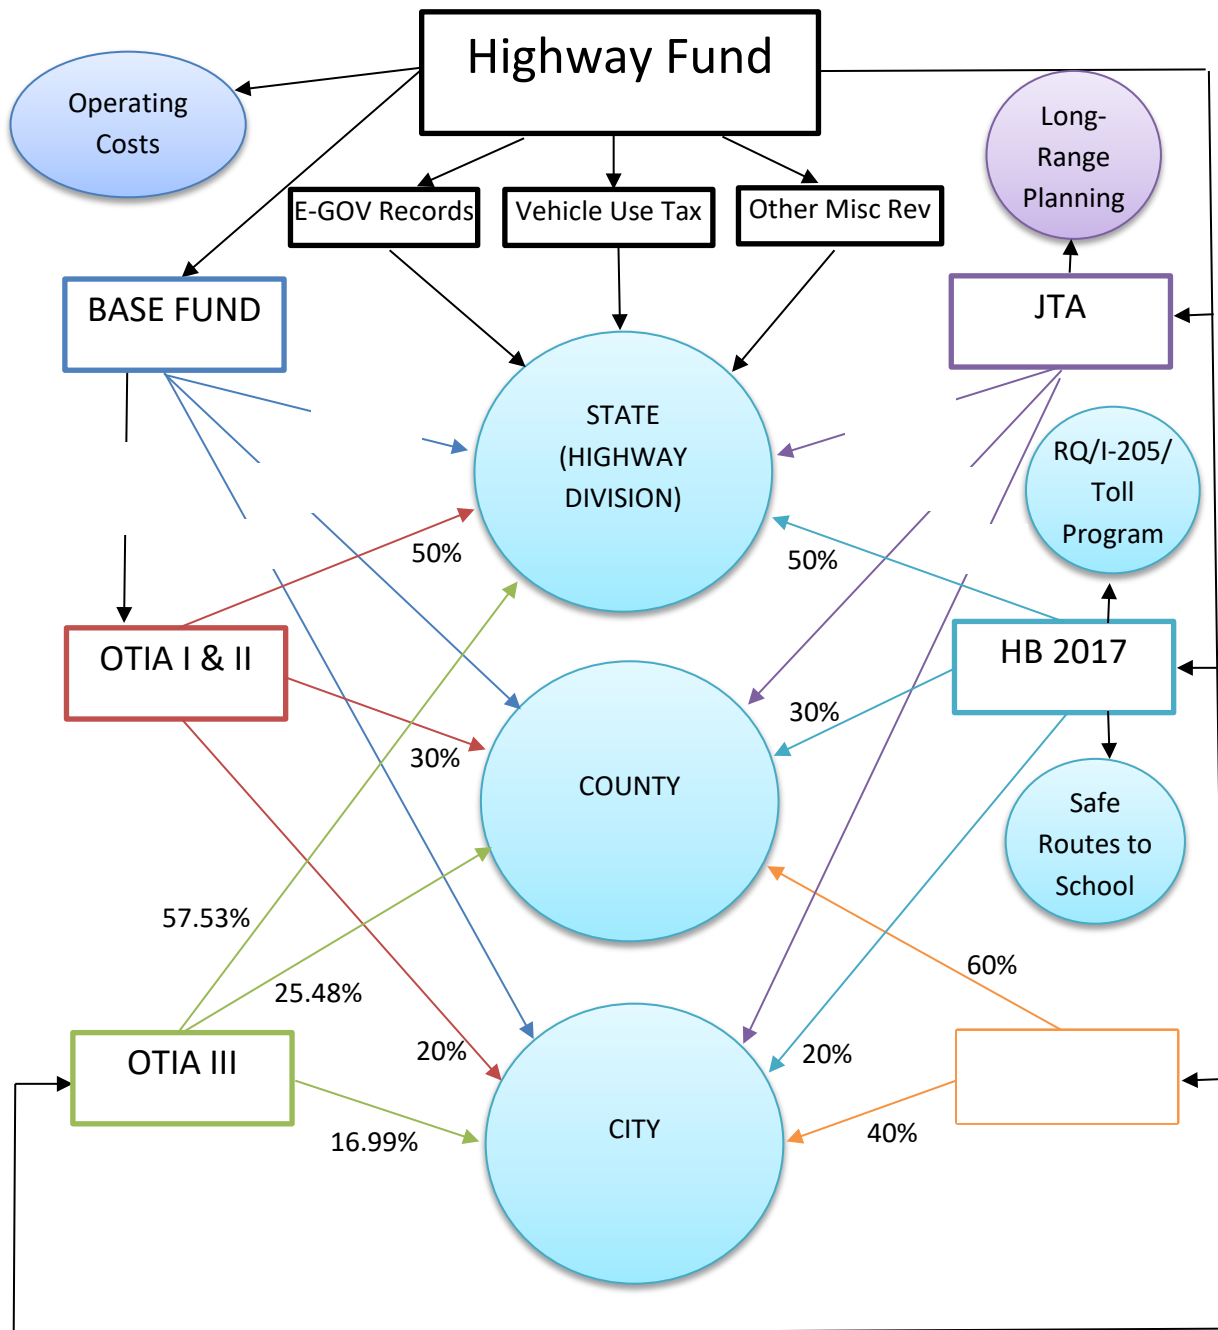 Highway Fund
Operating
Costs
Long-
Range
Planning
E-GOV Records
Vehicle Use Tax
Other Misc Rev
BASE FUND
JTA
STATE
(HIGHWAY
DIVISION)
RQ/I-205/
Toll
Program
50%
50%
OTIA I & II
HB 2017
30%
30%
COUNTY
Safe
Routes to
School
57.53%
25.48%
60%
OTIA III
20%
20%
CITY
16.99%
40%